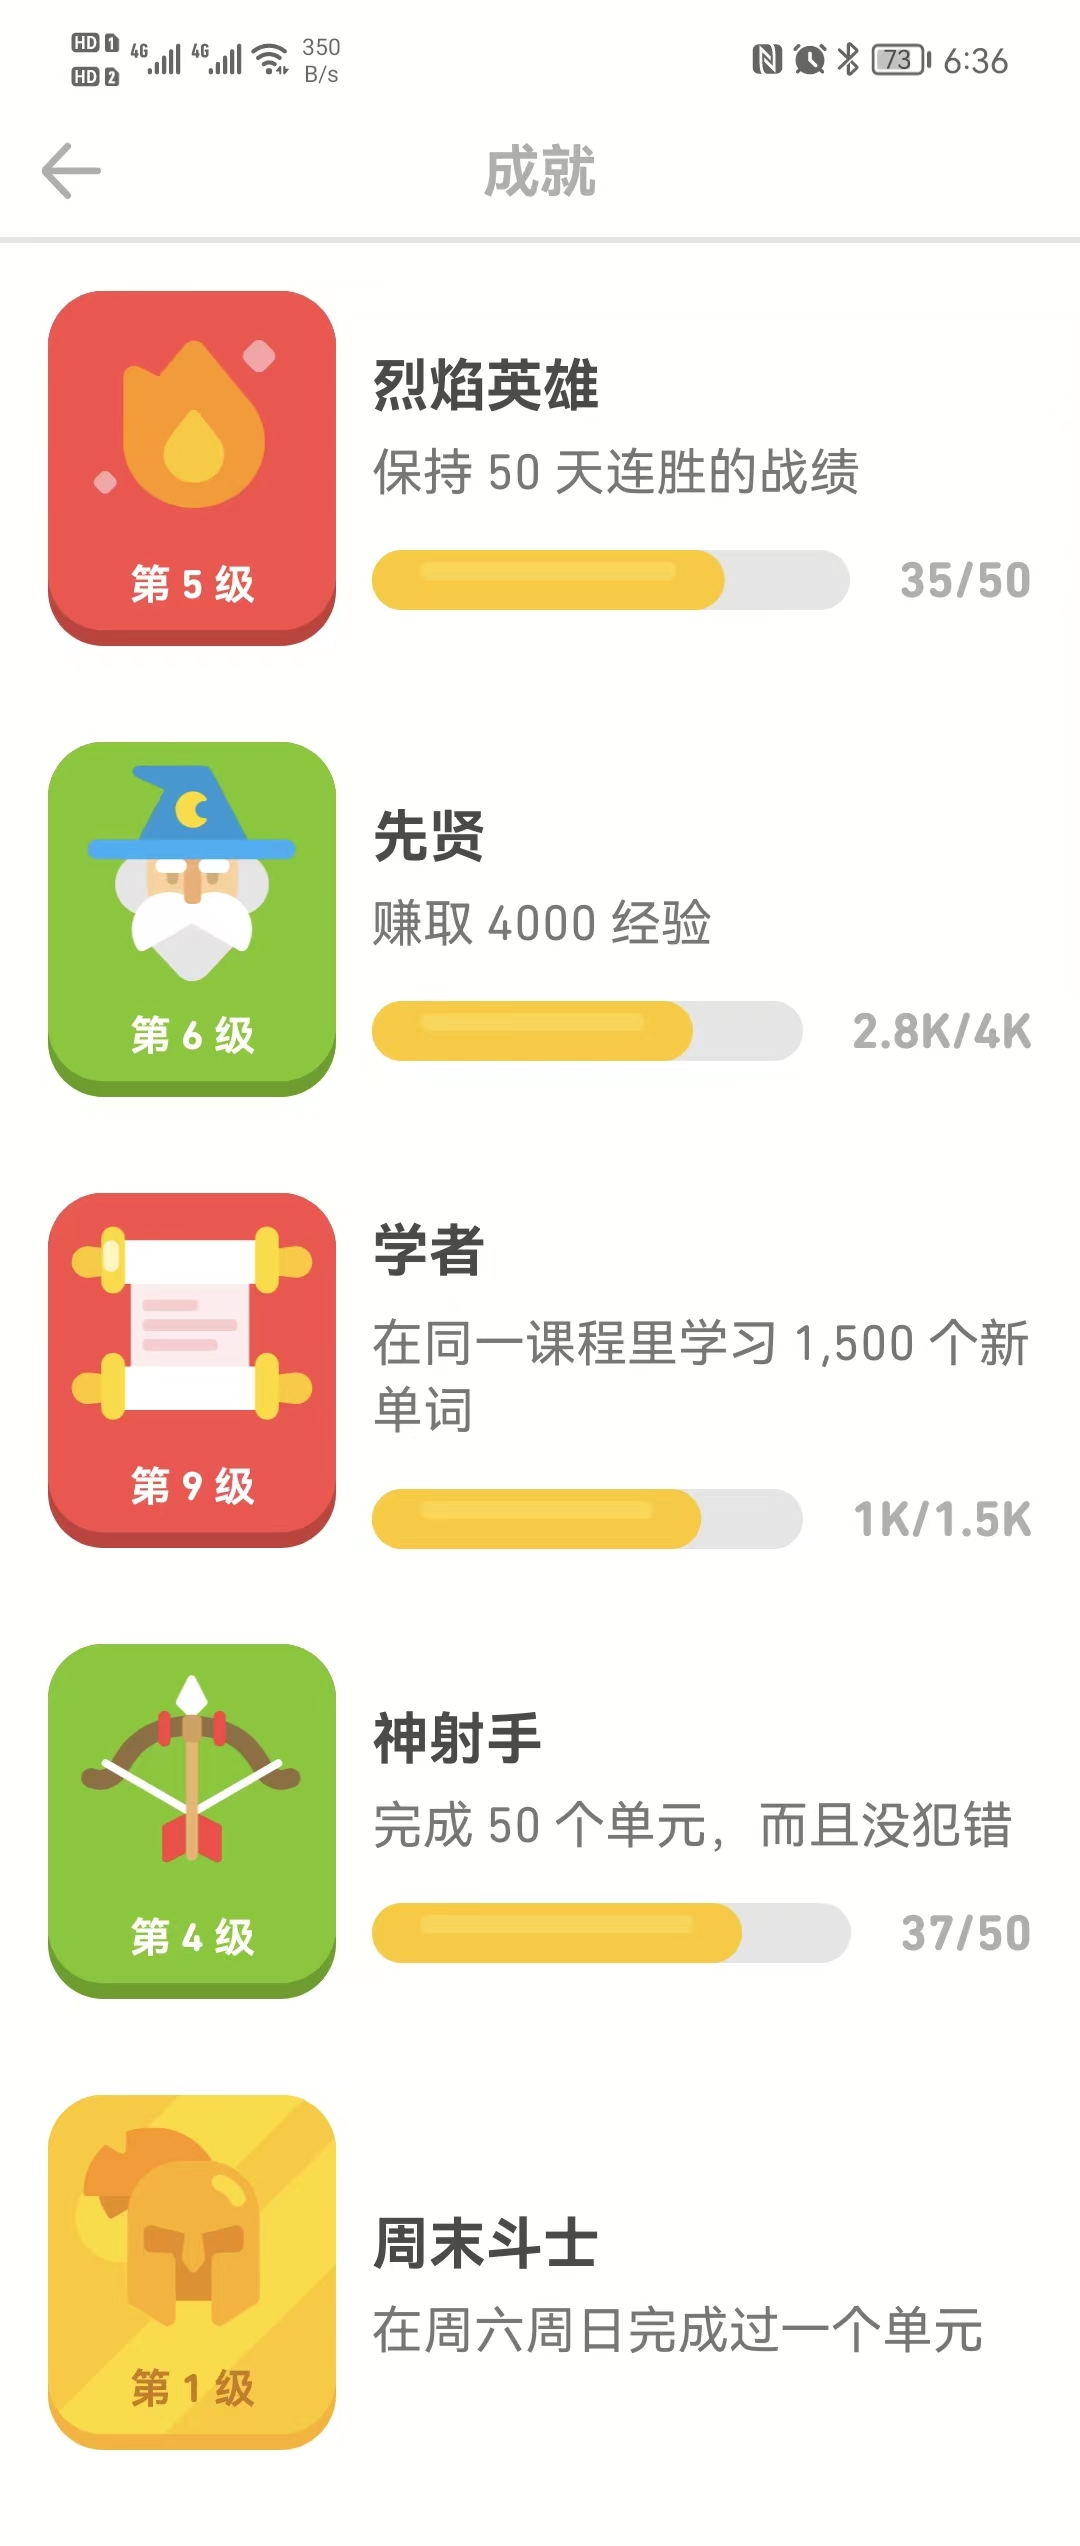 HD 1 4G 4G 350 N 73 6:36
HD 2 B/s
成就
烈焰英雄
保持 50 天连胜的战绩
35/50
第 5 级
先贤
赚取 4000 经验
2.8K/4K
第 6 级
学者
在同一课程里学习 1,500 个新
单词
1K/1.5K
第 9 级
神射手
完成 50 个单元，而且没犯错
37/50
第 4 级
周末斗士
在周六周日完成过一个单元
第 1 级